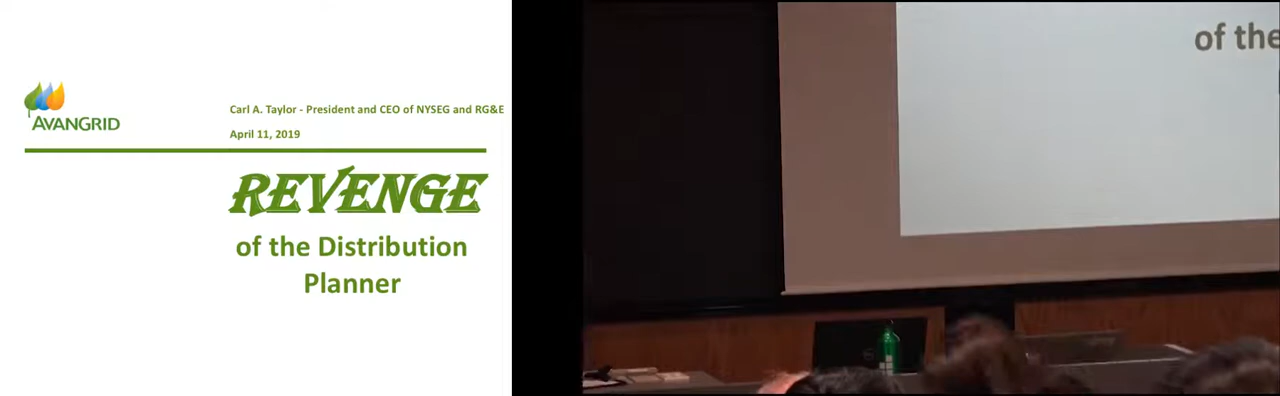 AVANGRID
Carl A. Taylor - President and CEO of NYSEG and RG&E
April 11, 2019
REVENGE
of the Distribution
Planner
of the